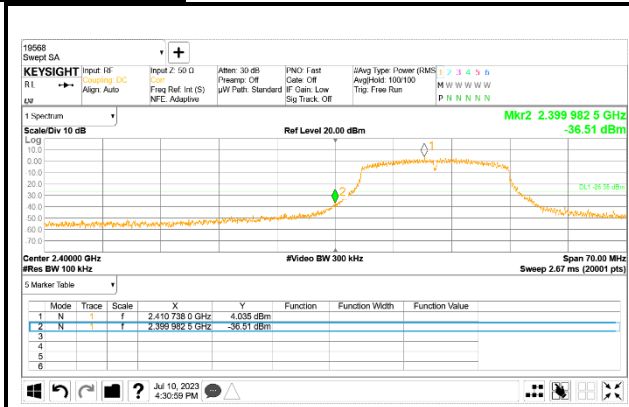 19568
Swept SA
KEYSIGHT
Input: RF
Coupling: DC
Align: Auto
Input Z: 50 Ω
Corr
Freq Ref: Int (S)
NFE: Adaptive
Atten: 30 dB
Preamp: Off
µW Path: Standard
PNO: Fast
Gate: Off
IF Gain: Low
Sig Track: Off
#Avg Type: Power (RMS
Avg|Hold: 100/100
Trig: Free Run
1 2 3 4 5 6
M W W W W W
P N N N N N
R L
1 Spectrum
Scale/Div 10 dB
Ref Level 20.00 dBm
Mkr2 2.399 982 5 GHz
-36.51 dBm
Log
10.0
0.00
10.0
20.0
30.0
40.0
50.0
60.0
70.0
1
2
Center 2.40000 GHz
#Res BW 100 kHz
#Video BW 300 kHz
Span 70.00 MHz
Sweep 2.67 ms (20001 pts)
5 Marker Table
Mode Trace Scale X Y Function Function Width Function Value
1 N 1 f 2.410 738 0 GHz 4.035 dBm
2 N 1 f 2.399 982 5 GHz -36.51 dBm
3
4
5
6
?
Jul 10, 2023
4:30:59 PM